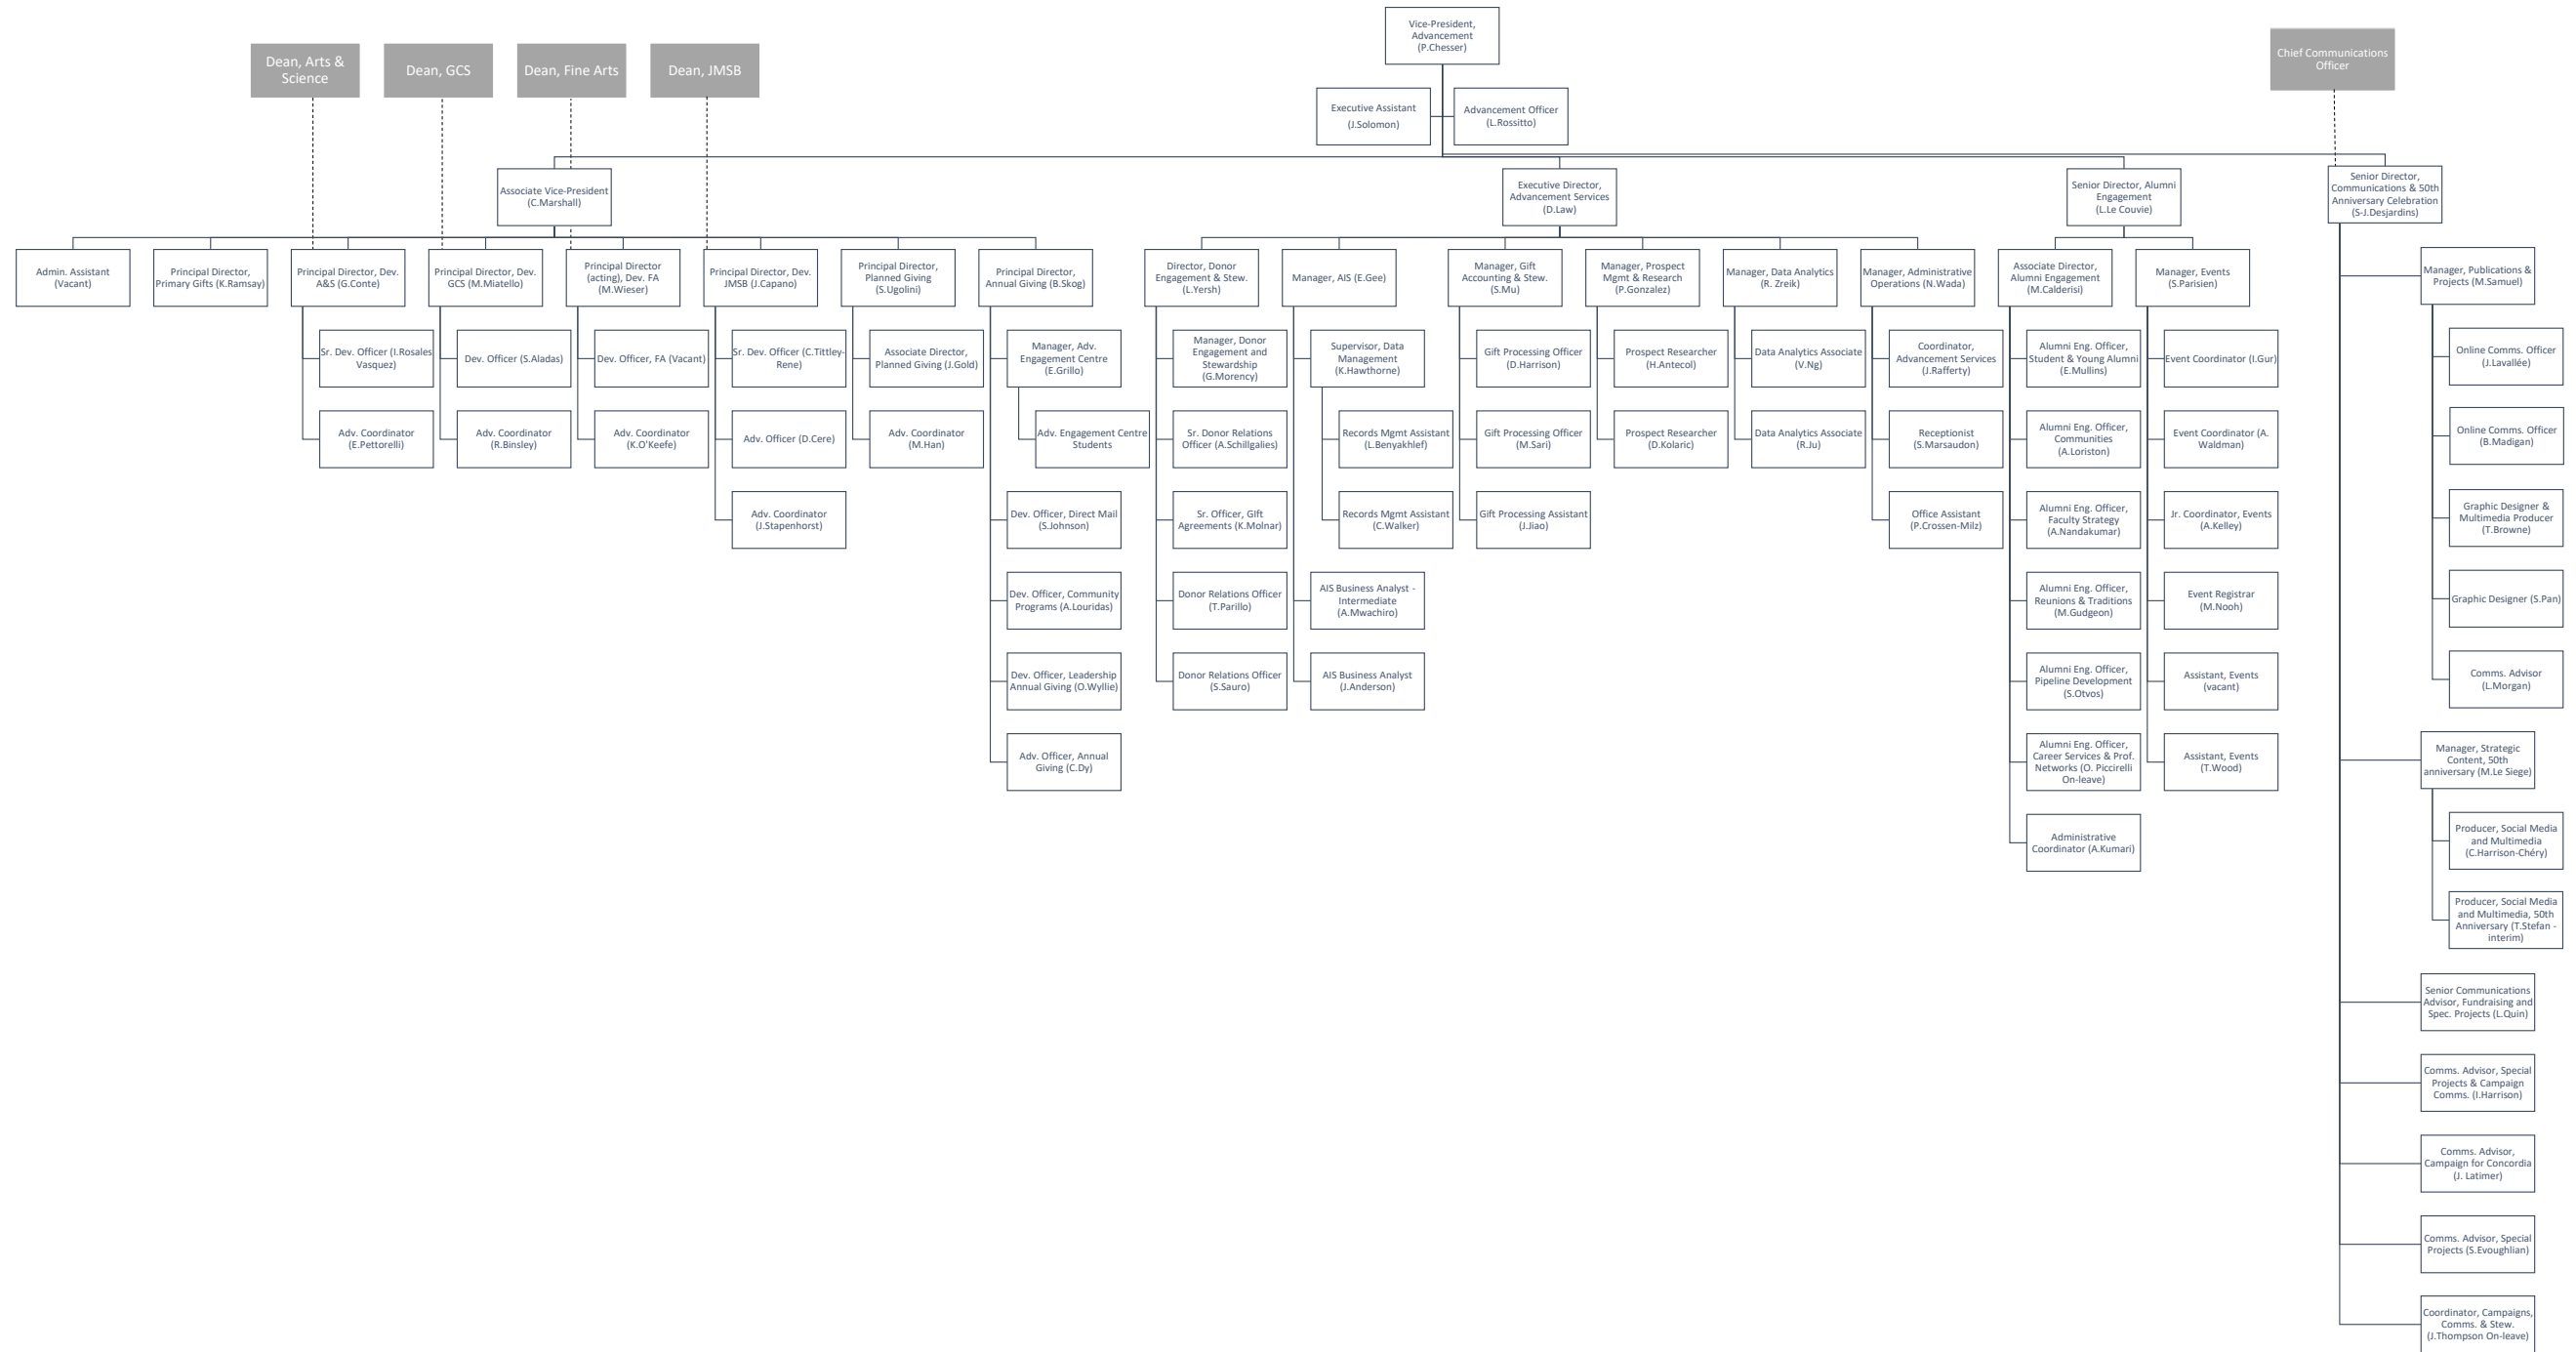 Vice-President,
Advancement
(P.Chesser)
Dean, Arts &
Science
Dean, GCS
Dean, Fine Arts
Dean, JMSB
Chief Communications
Officer
Executive Assistant
(J.Solomon)
Advancement Officer
(L.Rossitto)
Associate Vice-President
(C.Marshall)
Executive Director,
Advancement Services
(D.Law)
Senior Director, Alumni
Engagement
(L.Le Couvie)
Senior Director,
Communications & 50th
Anniversary Celebration
(S-J.Desjardins)
Admin. Assistant
(Vacant)
Principal Director,
Primary Gifts (K.Ramsay)
Principal Director, Dev.
A&S (G.Conte)
Principal Director, Dev.
GCS (M.Miatello)
Principal Director
(acting), Dev. FA
(M.Wieser)
Principal Director, Dev.
JMSB (J.Capano)
Principal Director,
Planned Giving
(S.Ugolini)
Principal Director,
Annual Giving (B.Skog)
Director, Donor
Engagement & Stew.
(L.Yersh)
Manager, AIS (E.Gee)
Manager, Gift
Accounting & Stew.
(S.Mu)
Manager, Prospect
Mgmt & Research
(P.Gonzalez)
Manager, Data Analytics
(R. Zreik)
Manager, Administrative
Operations (N.Wada)
Associate Director,
Alumni Engagement
(M.Calderisi)
Manager, Events
(S.Parisien)
Manager, Publications &
Projects (M.Samuel)
Sr. Dev. Officer (I.Rosales
Vasquez)
Dev. Officer (S.Aladas)
Dev. Officer, FA (Vacant)
Sr. Dev. Officer (C.Tittley-
Rene)
Associate Director,
Planned Giving (J.Gold)
Manager, Adv.
Engagement Centre
(E.Grillo)
Manager, Donor
Engagement and
Stewardship
(G.Morency)
Supervisor, Data
Management
(K.Hawthorne)
Gift Processing Officer
(D.Harrison)
Prospect Researcher
(H.Antecol)
Data Analytics Associate
(V.Ng)
Coordinator,
Advancement Services
(J.Rafferty)
Alumni Eng. Officer,
Student & Young Alumni
(E.Mullins)
Event Coordinator (I.Gur)
Online Comms. Officer
(J.Lavallée)
Adv. Coordinator
(E.Pettorelli)
Adv. Coordinator
(R.Binsley)
Adv. Coordinator
(K.O'Keefe)
Adv. Officer (D.Cere)
Adv. Coordinator
(M.Han)
Adv. Engagement Centre
Students
Sr. Donor Relations
Officer (A.Schillgalies)
Records Mgmt Assistant
(L.Benyakhlef)
Gift Processing Officer
(M.Sari)
Prospect Researcher
(D.Kolaric)
Data Analytics Associate
(R.Ju)
Receptionist
(S.Marsaudon)
Alumni Eng. Officer,
Communities
(A.Loriston)
Event Coordinator (A.
Waldman)
Online Comms. Officer
(B.Madigan)
Adv. Coordinator
(J.Stapenhorst)
Dev. Officer, Direct Mail
(S.Johnson)
Sr. Officer, GIft
Agreements (K.Molnar)
Records Mgmt Assistant
(C.Walker)
Gift Processing Assistant
(J.Jiao)
Office Assistant
(P.Crossen-Milz)
Alumni Eng. Officer,
Faculty Strategy
(A.Nandakumar)
Jr. Coordinator, Events
(A.Kelley)
Graphic Designer &
Multimedia Producer
(T.Browne)
Dev. Officer, Community
Programs (A.Louridas)
Donor Relations Officer
(T.Parillo)
AIS Business Analyst -
Intermediate
(A.Mwachiro)
Alumni Eng. Officer,
Reunions & Traditions
(M.Gudgeon)
Event Registrar
(M.Nooh)
Graphic Designer (S.Pan)
Dev. Officer, Leadership
Annual Giving (O.Wyllie)
Donor Relations Officer
(S.Sauro)
AIS Business Analyst
(J.Anderson)
Alumni Eng. Officer,
Pipeline Development
(S.Otvos)
Assistant, Events
(vacant)
Comms. Advisor
(L.Morgan)
Adv. Officer, Annual
Giving (C.Dy)
Alumni Eng. Officer,
Career Services & Prof.
Networks (O. Piccirelli
On-leave)
Assistant, Events
(T.Wood)
Manager, Strategic
Content, 50th
anniversary (M.Le Siege)
Administrative
Coordinator (A.Kumari)
Producer, Social Media
and Multimedia
(C.Harrison-Chéry)
Producer, Social Media
and Multimedia, 50th
Anniversary (T.Stefan -
interim)
Senior Communications
Advisor, Fundraising and
Spec. Projects (L.Quin)
Comms. Advisor, Special
Projects & Campaign
Comms. (I.Harrison)
Comms. Advisor,
Campaign for Concordia
(J. Latimer)
Comms. Advisor, Special
Projects (S.Evoughlian)
Coordinator, Campaigns,
Comms. & Stew.
(J.Thompson On-leave)